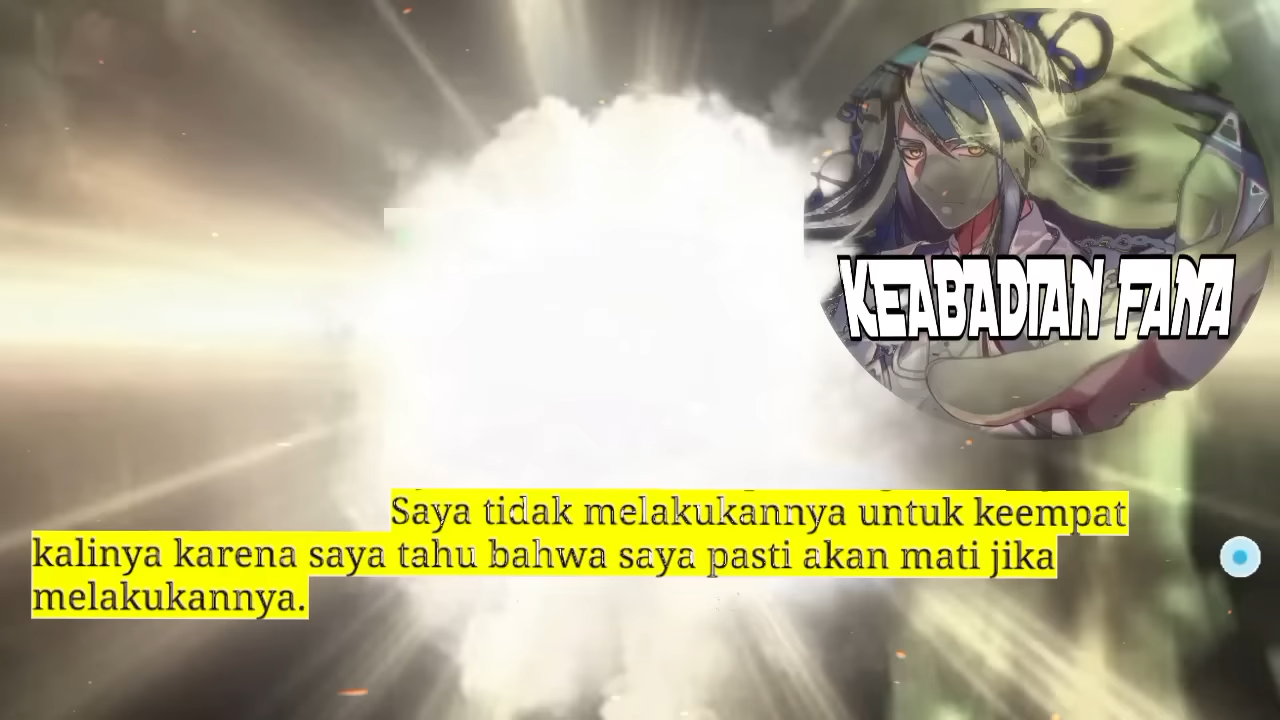 KEABADIAN FANA
Saya tidak melakukannya untuk keempat
kalinya karena saya tahu bahwa saya pasti akan mati jika
melakukannya.